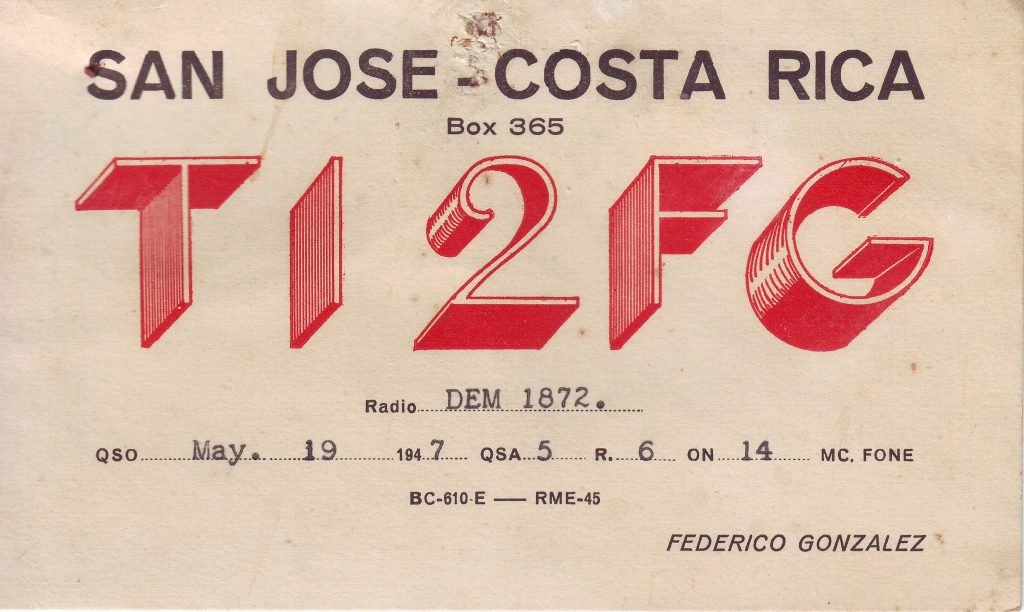 SAN JOSE - COSTA RICA
Box 365
TI2FG
Radio DEM 1872.
QSO May. 19 1947 QSA 5 R. 6 ON 14 MC. FONE
BC-610-E — RME-45
FEDERICO GONZALEZ